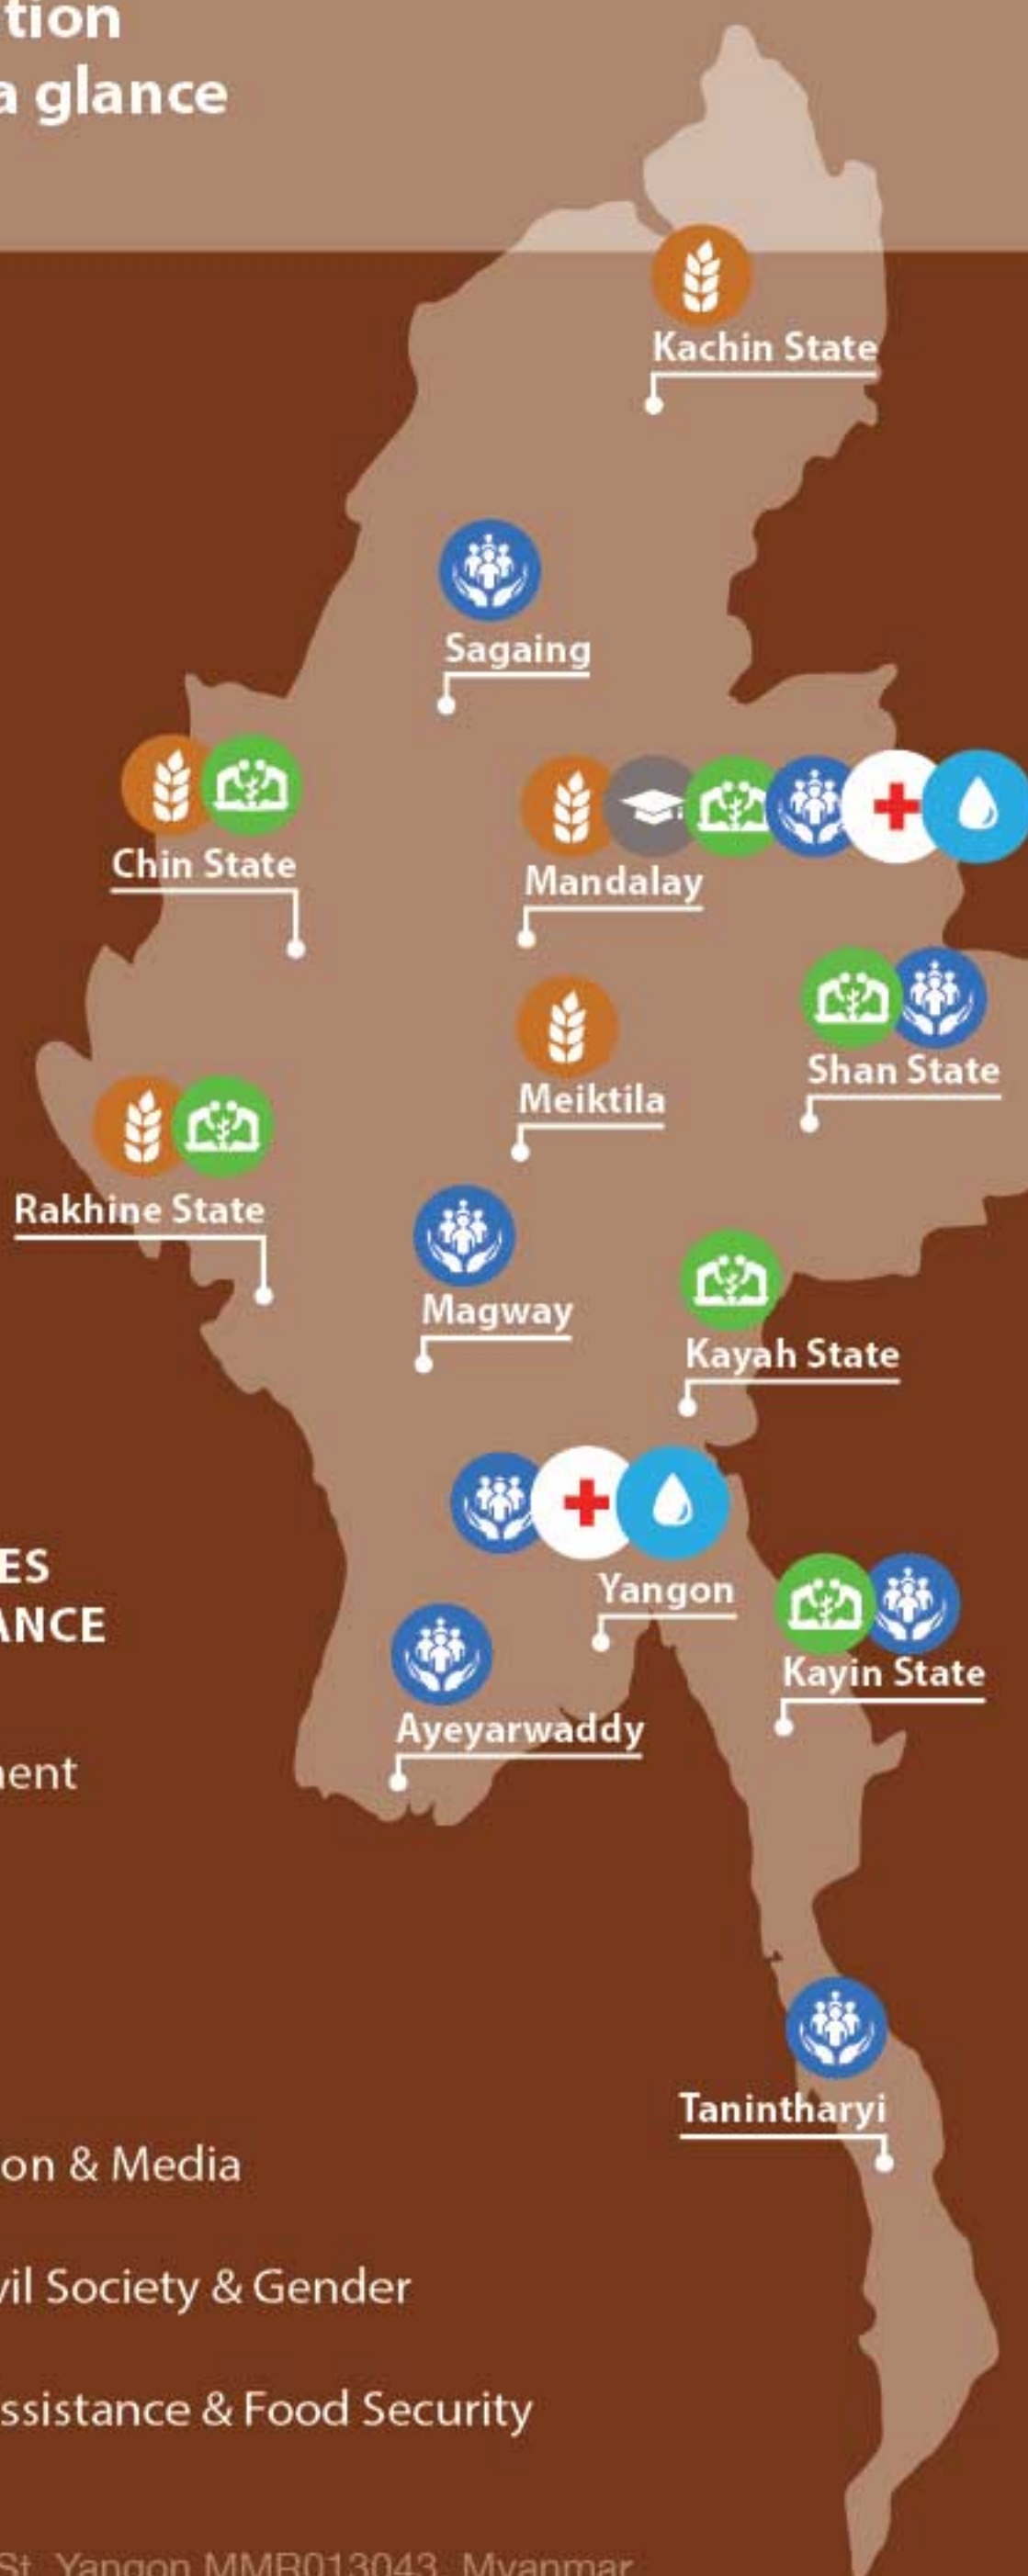 tion
a glance
Kachin State
Sagaing
Chin State
Mandalay
Shan State
Meiktila
Rakhine State
Magway
Kayah State
Yangon
Kayin State
Ayeyarwaddy
ES
ANCE
ent
Tanintharyi
on & Media
vil Society & Gender
ssistance & Food Security
St, Yangon MMR013043, Myanmar